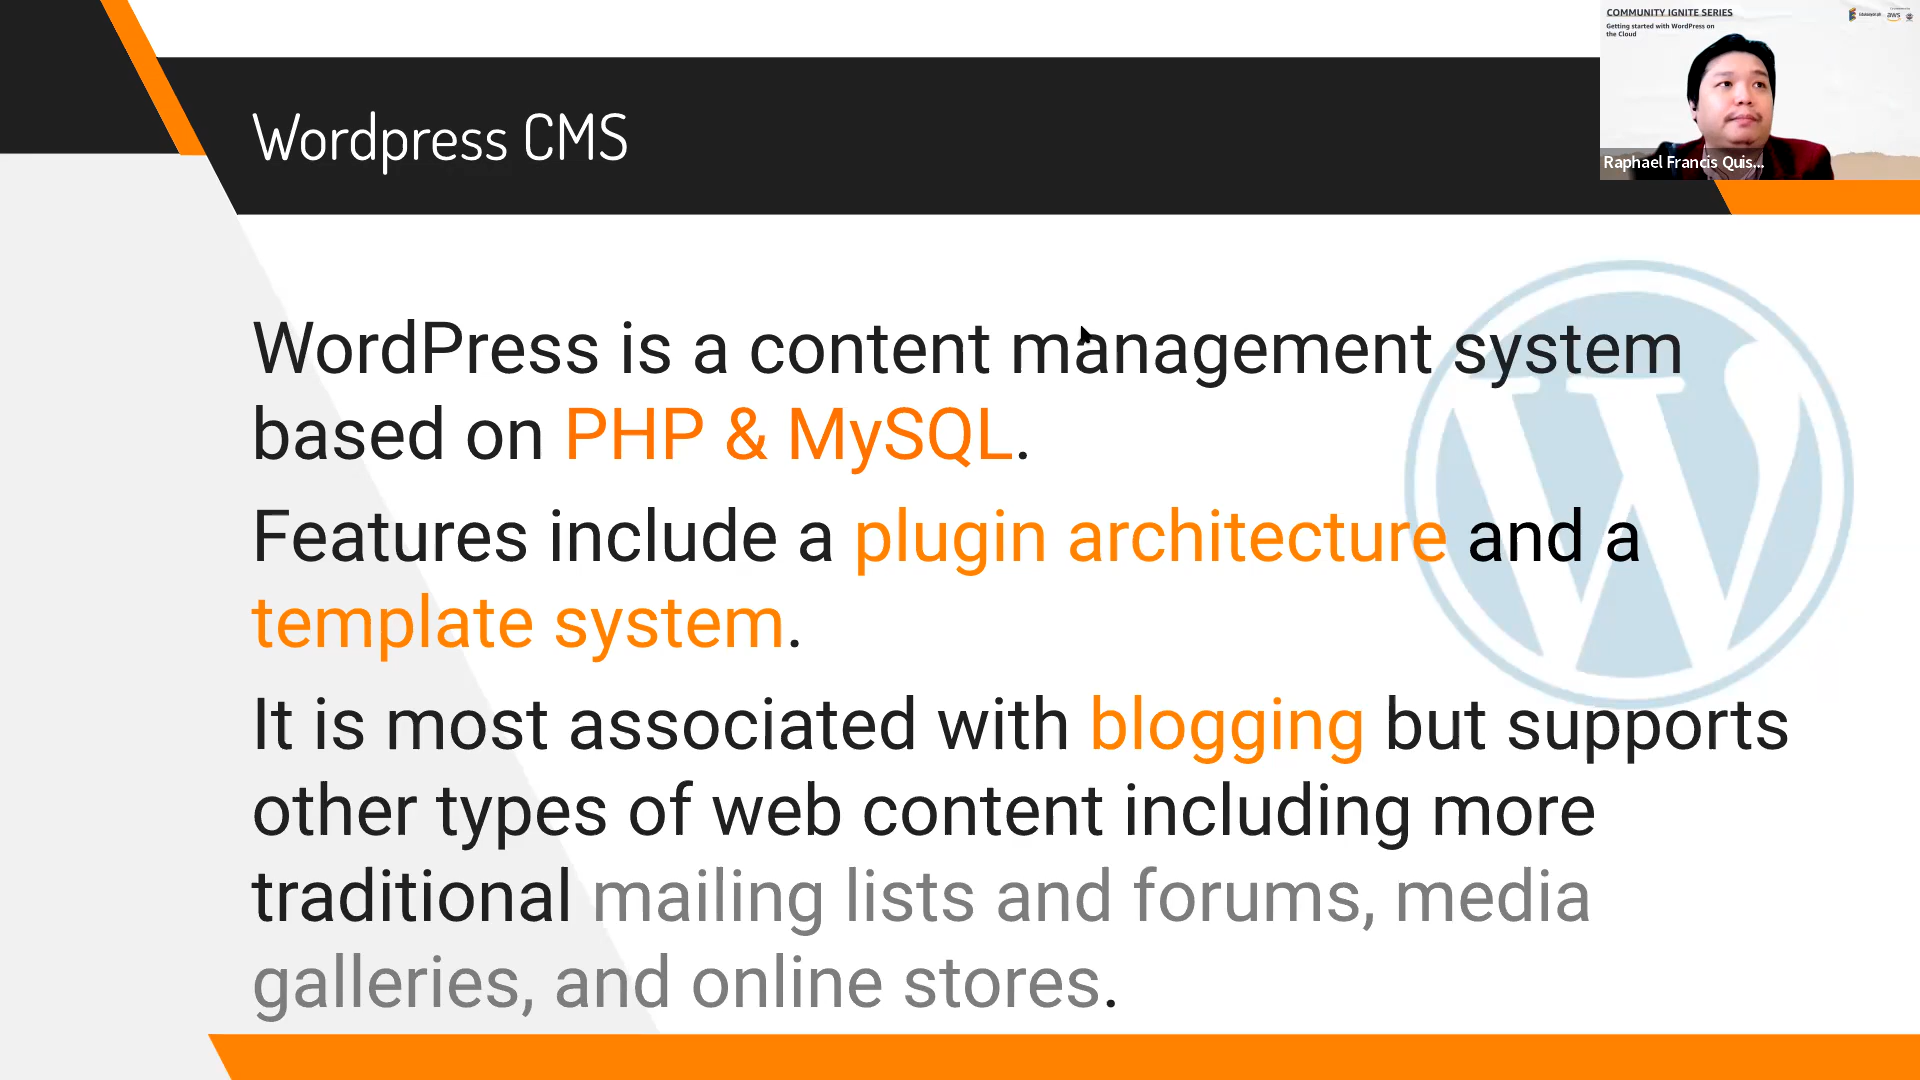 COMMUNITY IGNITE SERIES
Getting started with WordPress on
the Cloud
aws
Raphael Francis Quis...
Wordpress CMS
WordPress is a content management system
based on PHP & MySQL.
Features include a plugin architecture and a
template system.
It is most associated with blogging but supports
other types of web content including more
traditional mailing lists and forums, media
galleries, and online stores.